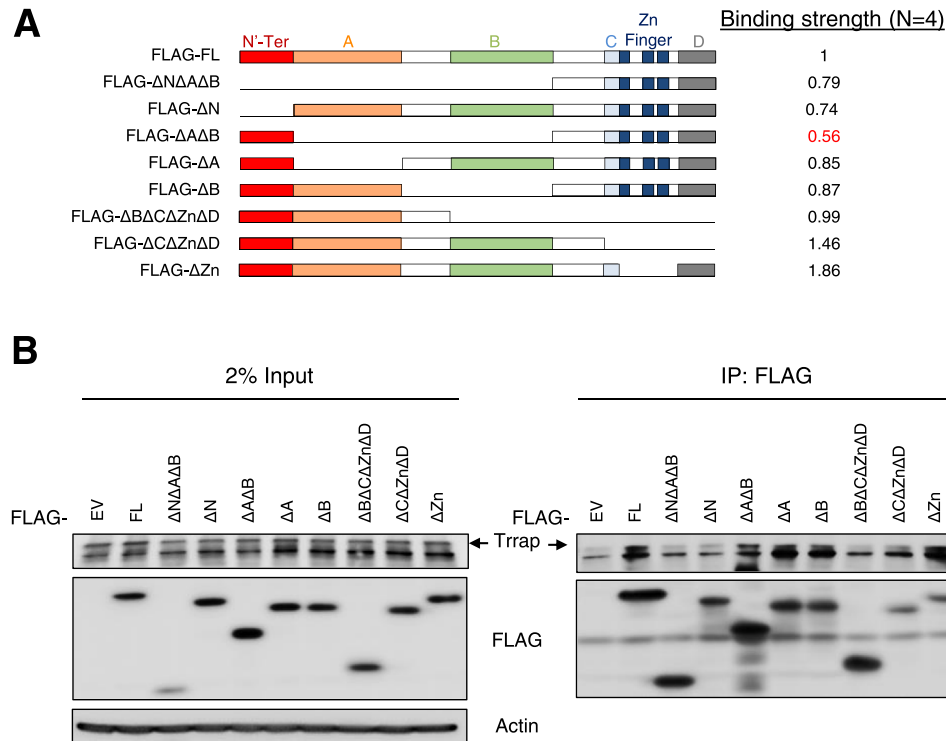 A
Binding strength (N=4)
N'-Ter A B C Zn Finger D
FLAG-FL 1
FLAG-ΔNΔAΔB 0.79
FLAG-ΔN 0.74
FLAG-ΔAΔB 0.56
FLAG-ΔA 0.85
FLAG-ΔB 0.87
FLAG-ΔBΔCΔZnΔD 0.99
FLAG-ΔCΔZnΔD 1.46
FLAG-ΔZn 1.86
B
2% Input
IP: FLAG
FLAG- EV FL ΔNΔAΔB ΔN ΔAΔB ΔA ΔB ΔBΔCΔZnΔD ΔCΔZnΔD ΔZn
FLAG- EV FL ΔNΔAΔB ΔN ΔAΔB ΔA ΔB ΔBΔCΔZnΔD ΔCΔZnΔD ΔZn
Trrap
FLAG
Actin